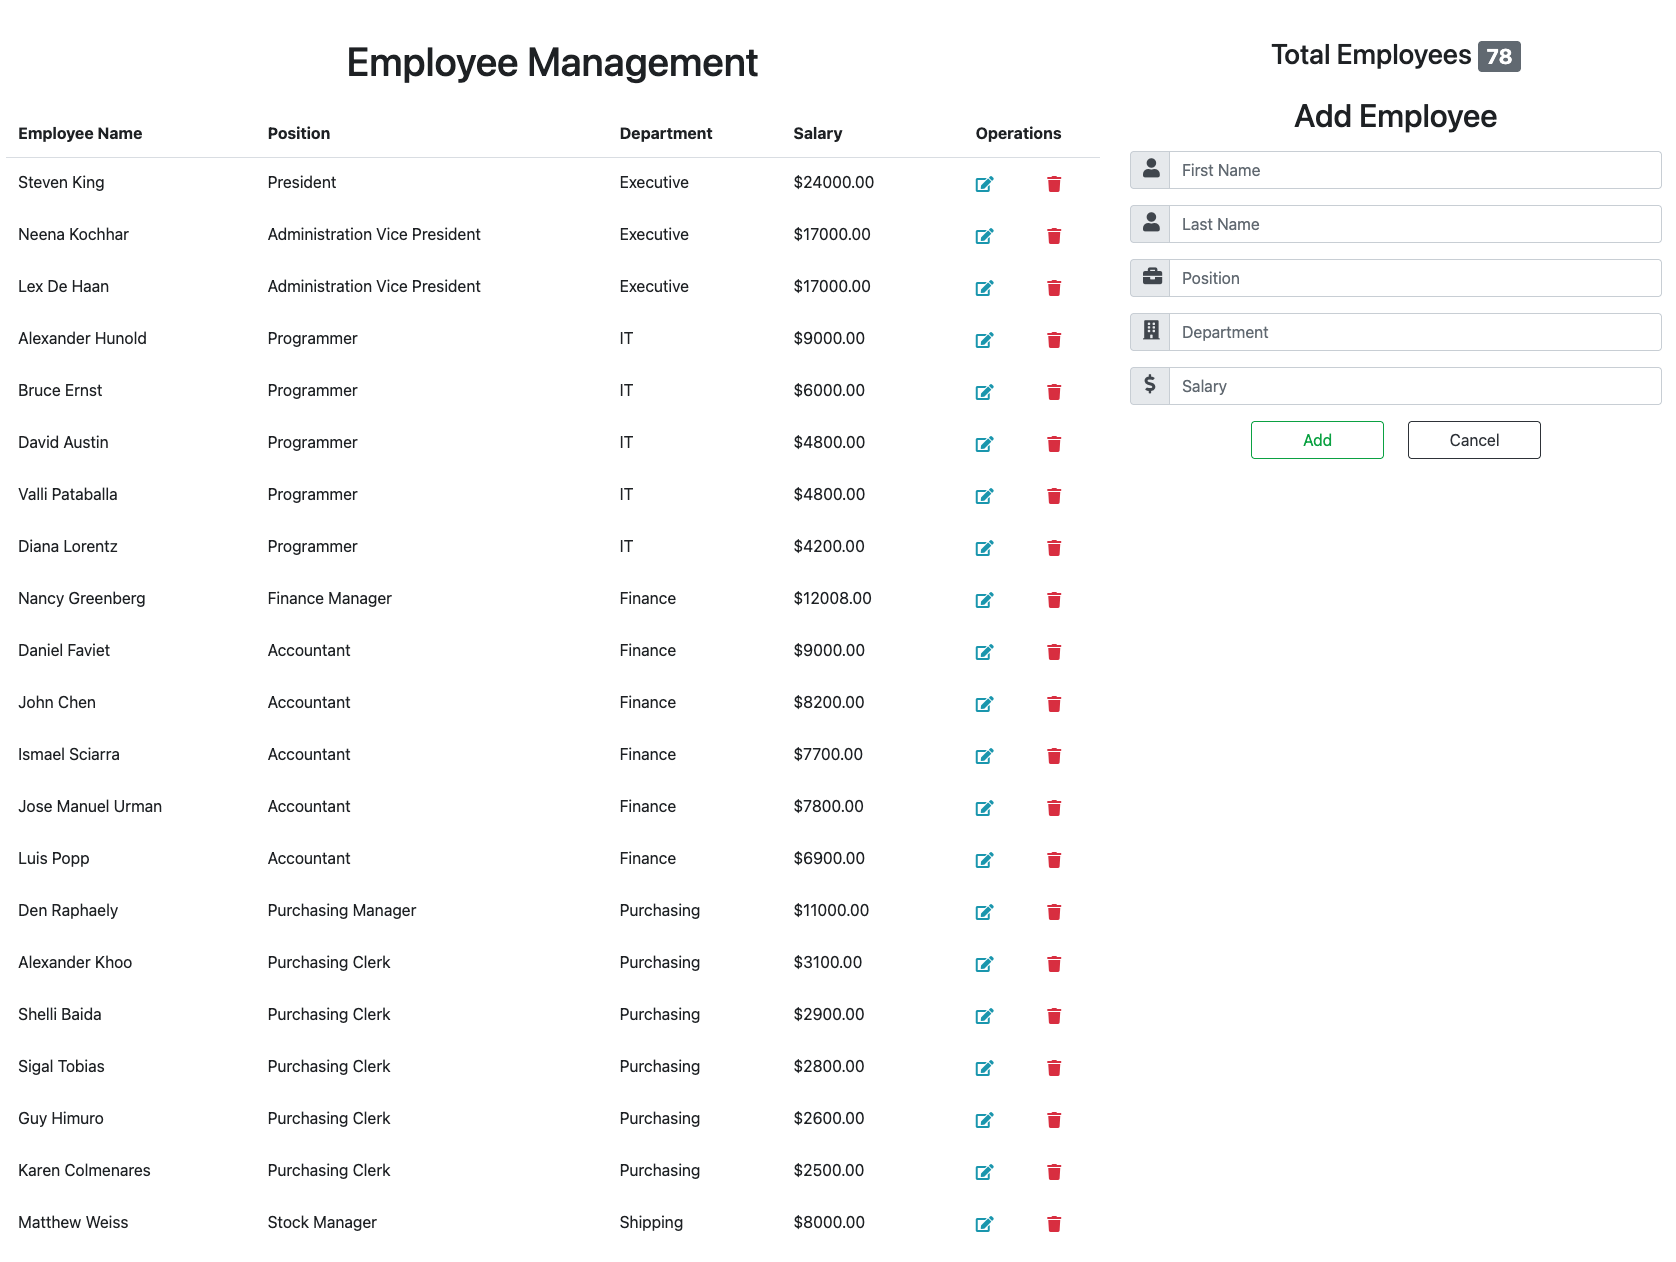 Employee Management
Employee Name Position Department Salary Operations
Steven King President Executive $24000.00
Neena Kochhar Administration Vice President Executive $17000.00
Lex De Haan Administration Vice President Executive $17000.00
Alexander Hunold Programmer IT $9000.00
Bruce Ernst Programmer IT $6000.00
David Austin Programmer IT $4800.00
Valli Pataballa Programmer IT $4800.00
Diana Lorentz Programmer IT $4200.00
Nancy Greenberg Finance Manager Finance $12008.00
Daniel Faviet Accountant Finance $9000.00
John Chen Accountant Finance $8200.00
Ismael Sciarra Accountant Finance $7700.00
Jose Manuel Urman Accountant Finance $7800.00
Luis Popp Accountant Finance $6900.00
Den Raphaely Purchasing Manager Purchasing $11000.00
Alexander Khoo Purchasing Clerk Purchasing $3100.00
Shelli Baida Purchasing Clerk Purchasing $2900.00
Sigal Tobias Purchasing Clerk Purchasing $2800.00
Guy Himuro Purchasing Clerk Purchasing $2600.00
Karen Colmenares Purchasing Clerk Purchasing $2500.00
Matthew Weiss Stock Manager Shipping $8000.00
Total Employees 78
Add Employee
First Name
Last Name
Position
Department
$ Salary
Add Cancel